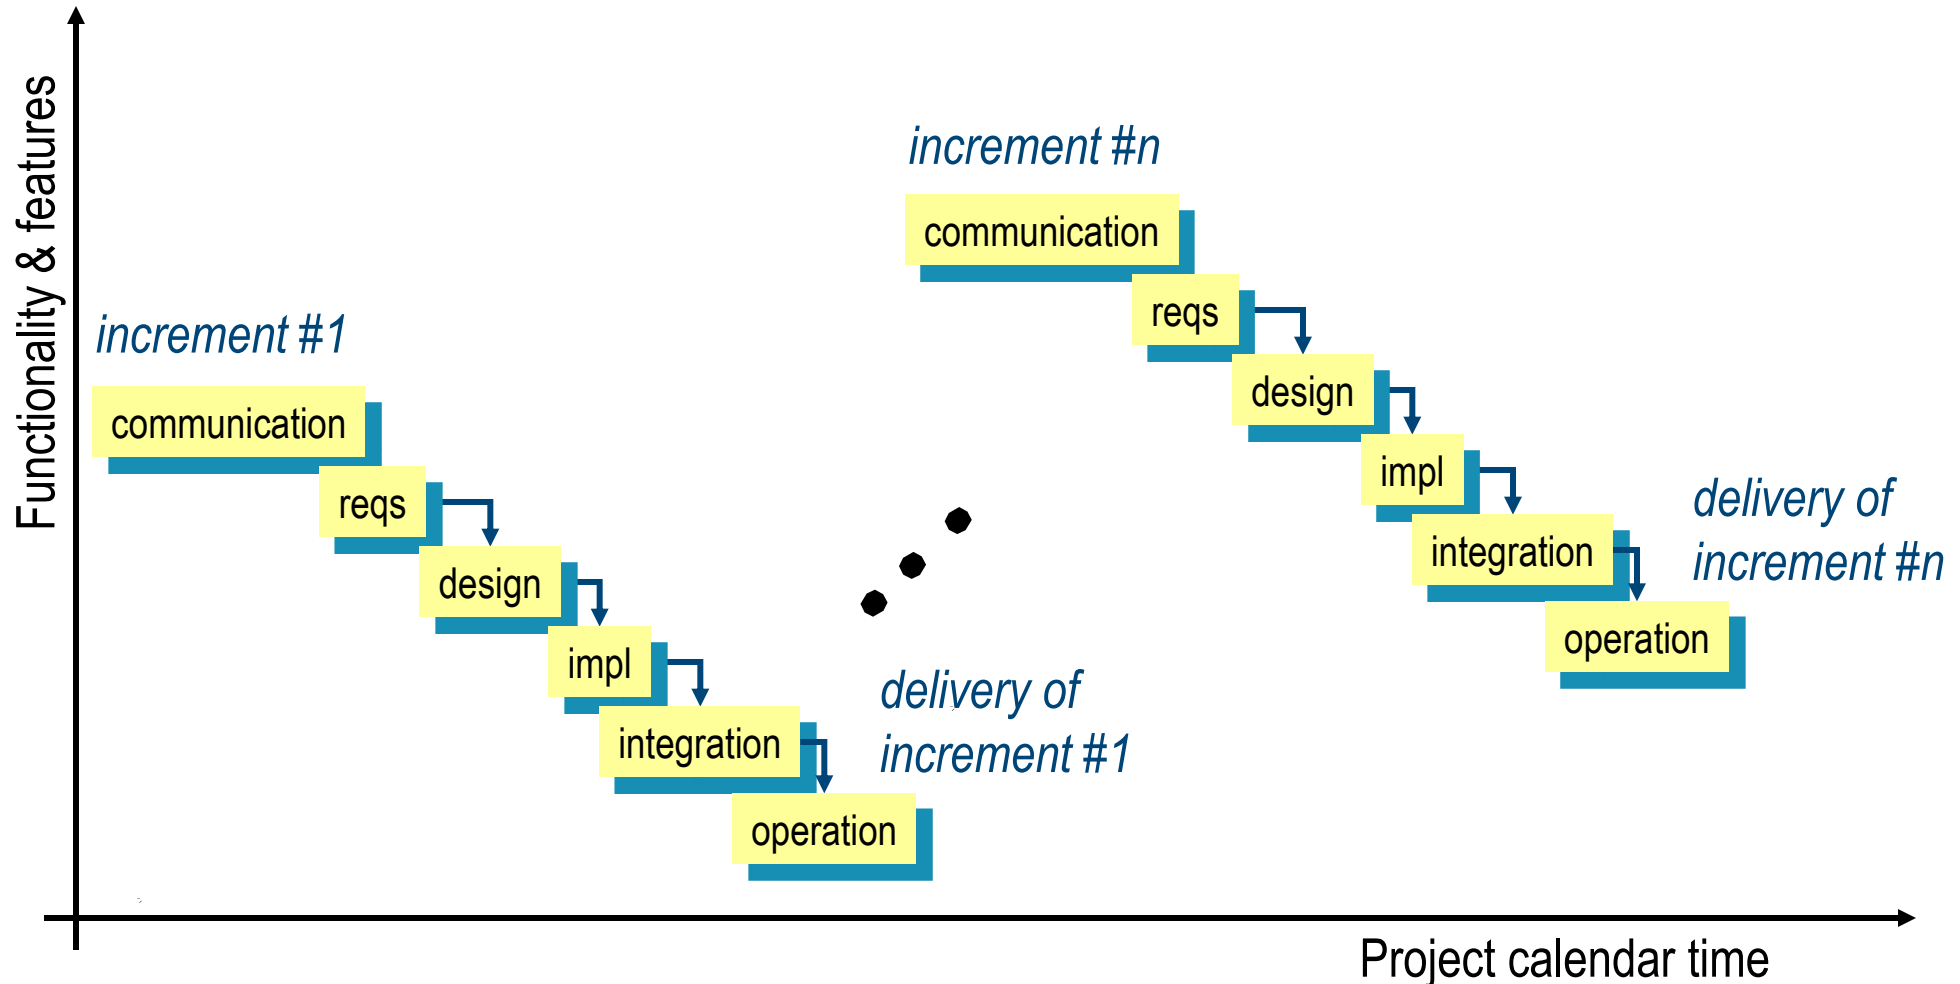 Functionality & features
increment #1
communication
reqs
design
impl
integration
operation
delivery of
increment #1
increment #n
communication
reqs
design
impl
integration
operation
delivery of
increment #n
Project calendar time